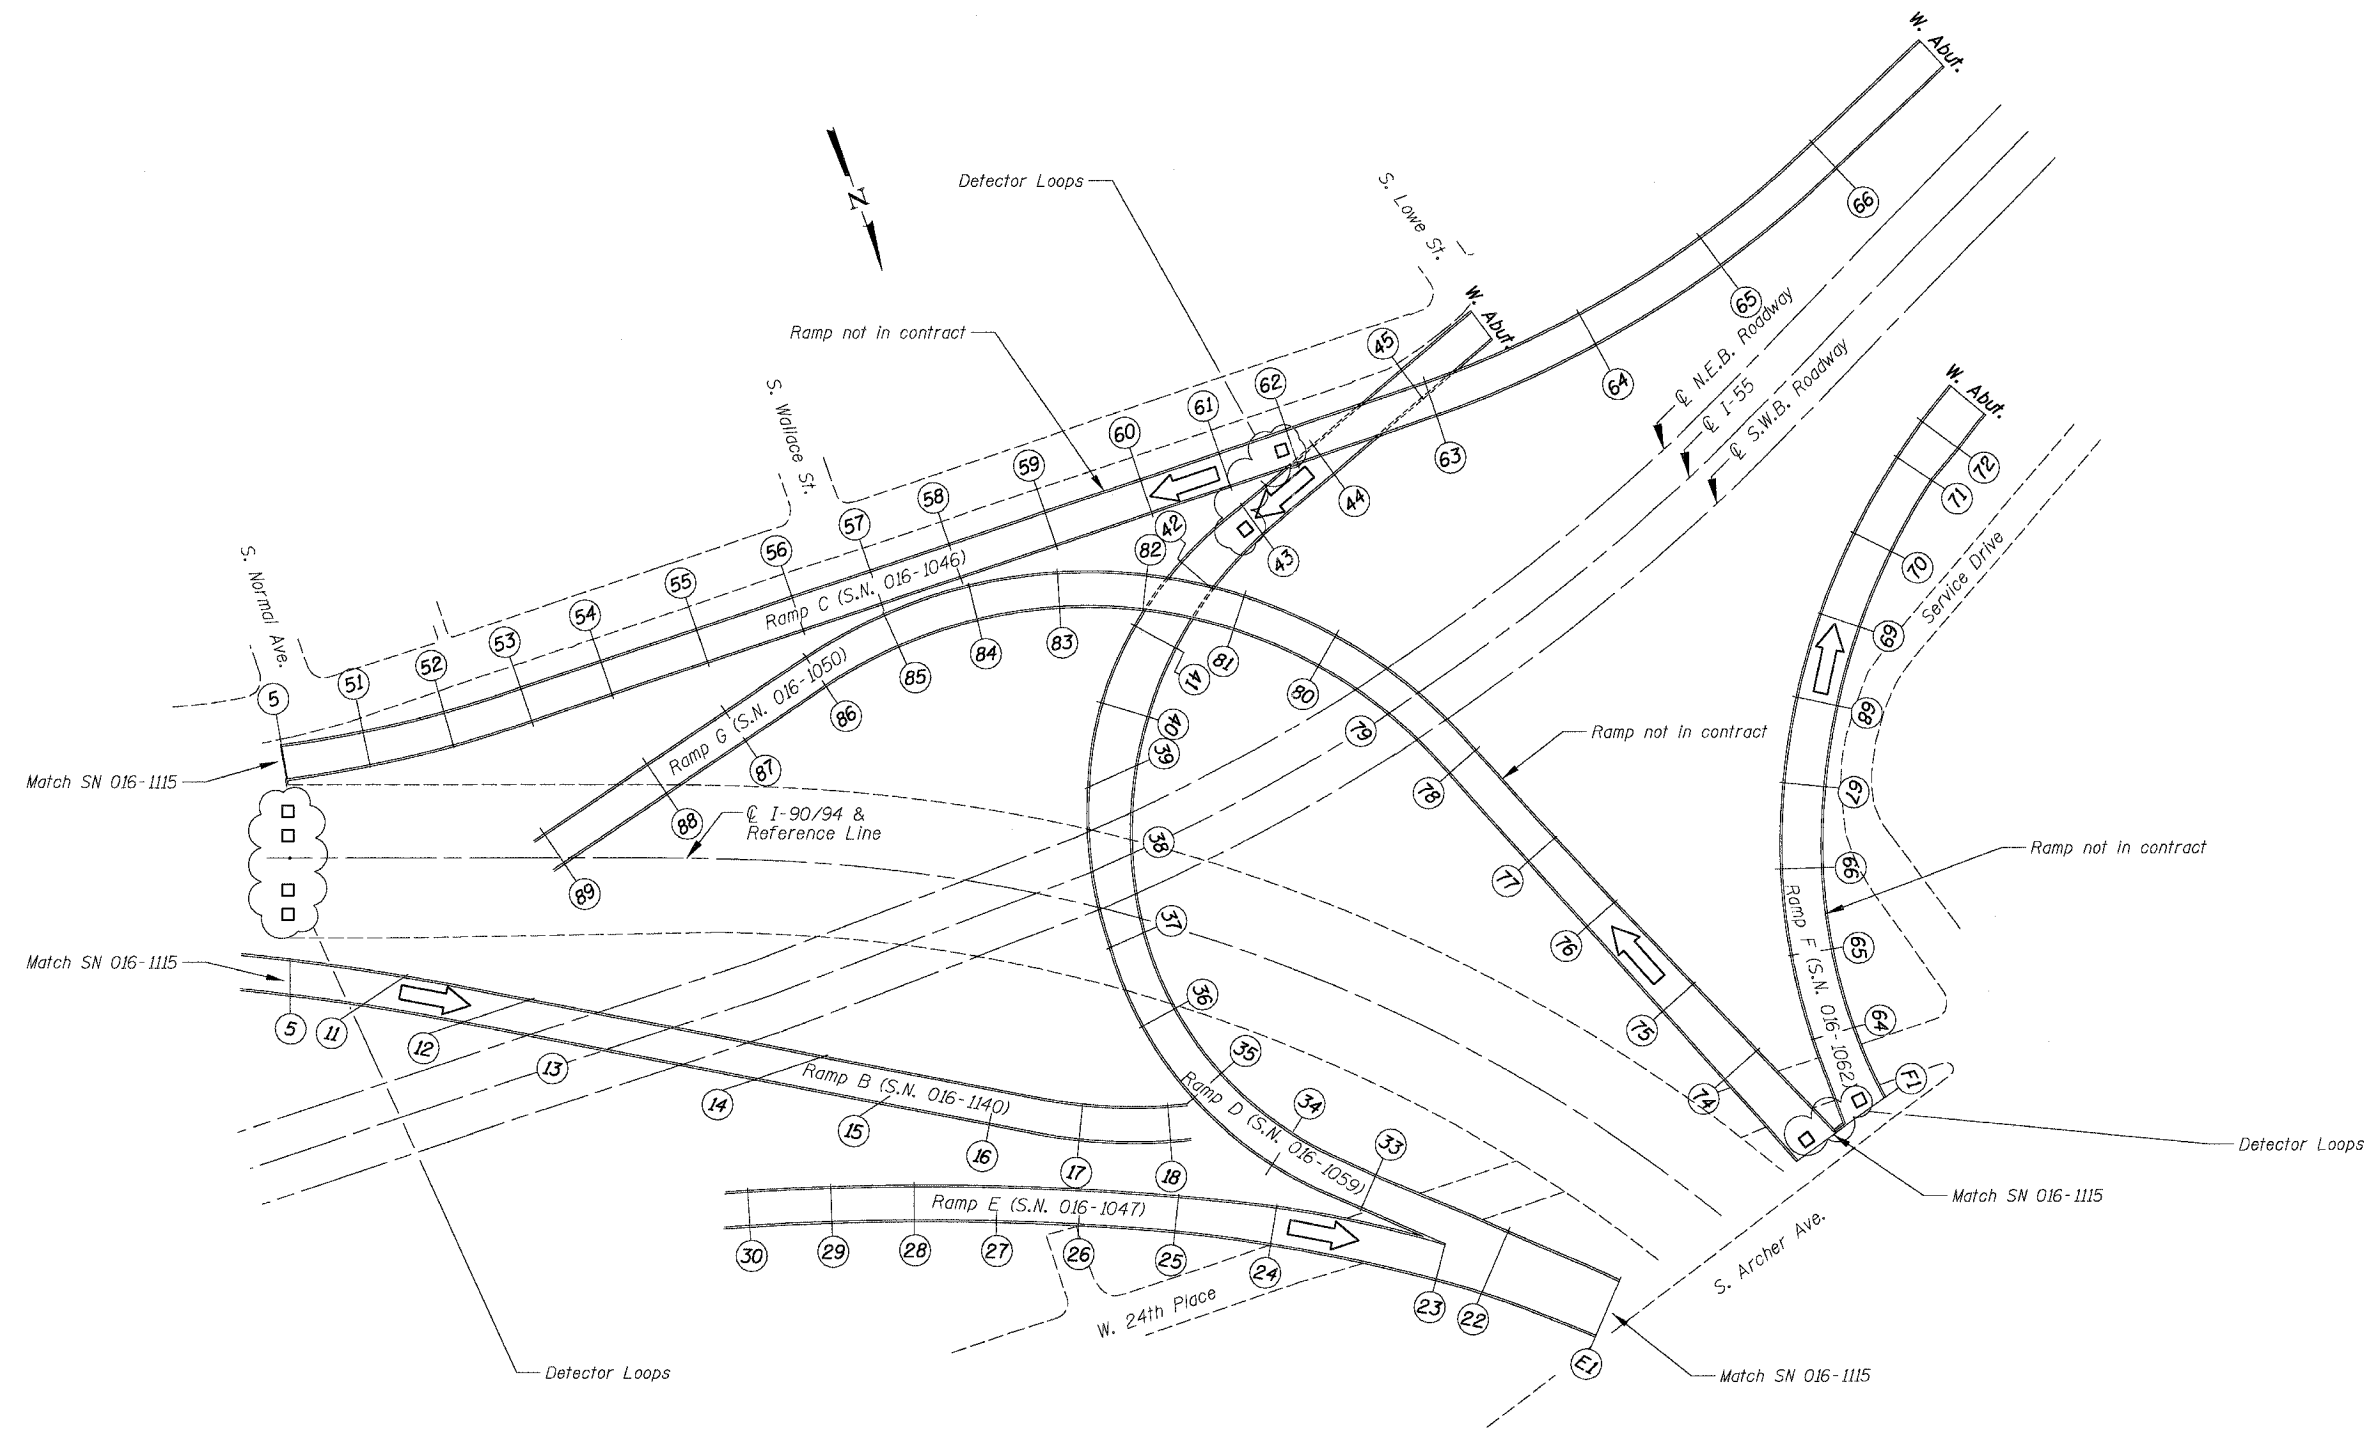 W. Abut.
N
Detector Loops
S. Lowe St.
66
W. Abut.
65
Ramp not in contract
45
64
℄ N.E.B. Roadway
℄ I-55
℄ S.W.B. Roadway
W. Abut.
S. Wallace St.
62
61
60
59
58
57
56
55
54
53
52
51
5
63
44
43
42
82
72
71
70
69
68
67
66
65
64
F1
Service Drive
S. Normal Ave.
Ramp C (S.N. 016-1046)
Ramp G (S.N. 016-1050)
83
84
85
86
87
88
89
81
80
79
78
77
76
75
74
41
40
39
38
37
36
35
34
33
Match SN 016-1115
℄ I-90/94 &
Reference Line
Ramp not in contract
Ramp not in contract
Ramp F (S.N. 016-1062)
Match SN 016-1115
5
11
12
13
14
15
16
17
18
Ramp B (S.N. 016-1140)
Ramp D (S.N. 016-1059)
Ramp E (S.N. 016-1047)
30
29
28
27
26
25
24
23
22
E1
Detector Loops
Match SN 016-1115
S. Archer Ave.
W. 24th Place
Detector Loops
Match SN 016-1115